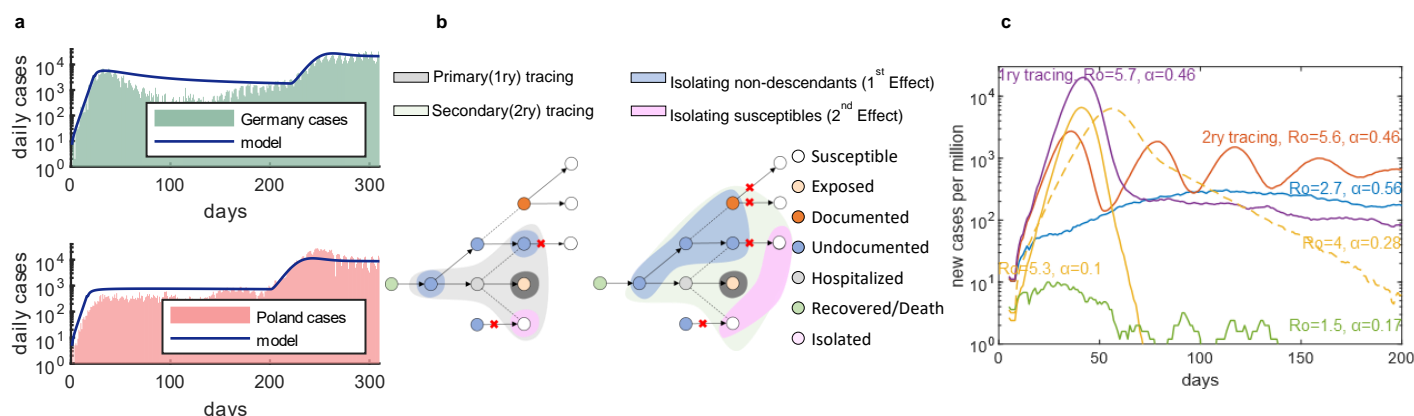 a
daily cases
10^4
10^3
10^2
10^1
10^0
Germany cases
model
0
100
200
300
days
daily cases
10^4
10^3
10^2
10^1
10^0
Poland cases
model
0
100
200
300
days
b
Primary(1ry) tracing
Secondary(2ry) tracing
Isolating non-descendants (1^st Effect)
Isolating susceptibles (2^nd Effect)
Susceptible
Exposed
Documented
Undocumented
Hospitalized
Recovered/Death
Isolated
c
new cases per million
10^4
10^3
10^2
10^1
10^0
1ry tracing, Ro=5.7, α=0.46
2ry tracing, Ro=5.6, α=0.46
Ro=2.7, α=0.56
Ro=4, α=0.28
Ro=5.3, α=0.1
Ro=1.5, α=0.17
0
50
100
150
200
days